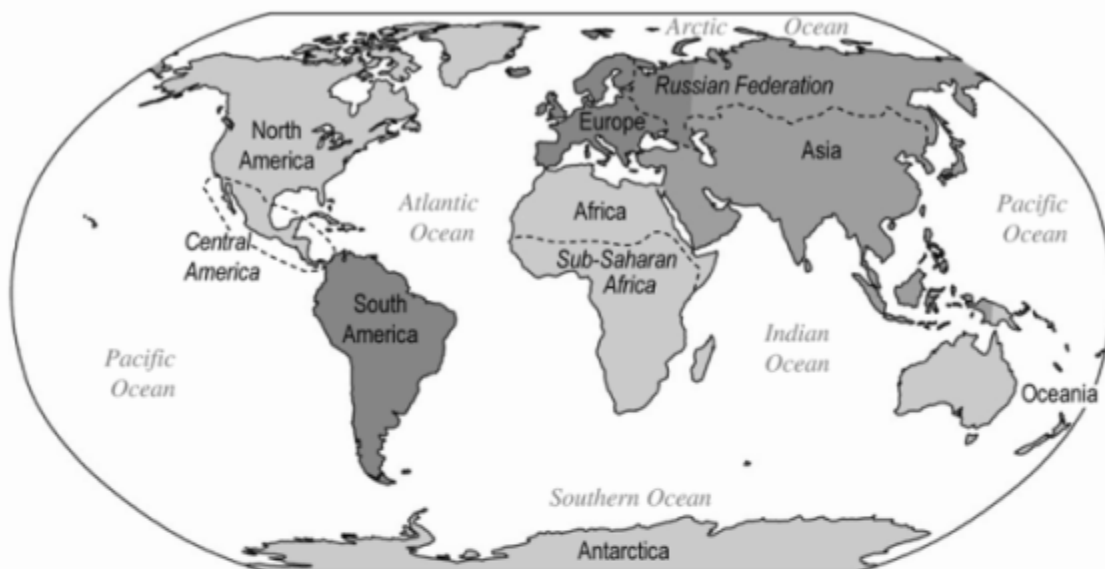 Arctic Ocean
Russian Federation
North
America
Europe
Asia
Atlantic
Ocean
Africa
Pacific
Ocean
Central
America
Sub-Saharan
Africa
South
America
Indian
Ocean
Pacific
Ocean
Oceania
Southern Ocean
Antarctica